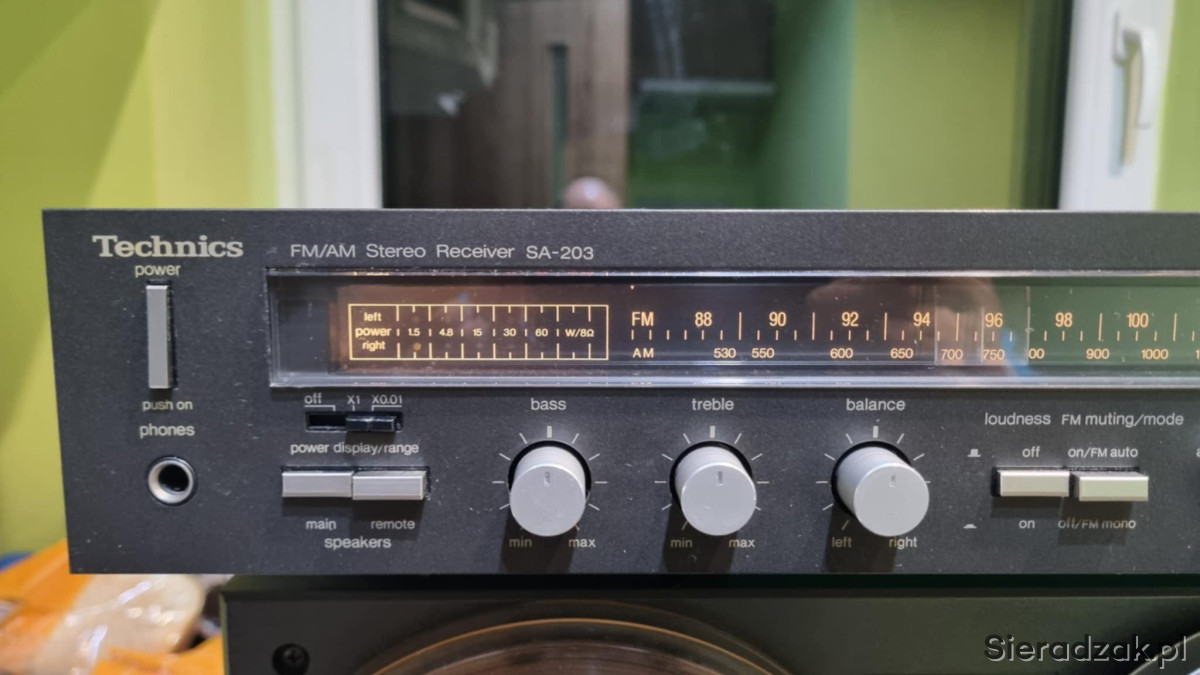 Technics
FM/AM Stereo Receiver SA-203
power
push on
phones
left
power 1.5 4.8 15 30 60 W/8Ω
right
FM 88 90 92 94 96 98 100
AM 530 550 600 650 700 750 00 900 1000
off X1 X0.01
power display/range
main remote
speakers
bass
min max
treble
min max
balance
left right
loudness FM muting/mode
off on/FM auto
on off/FM mono
Sieradzak.pl